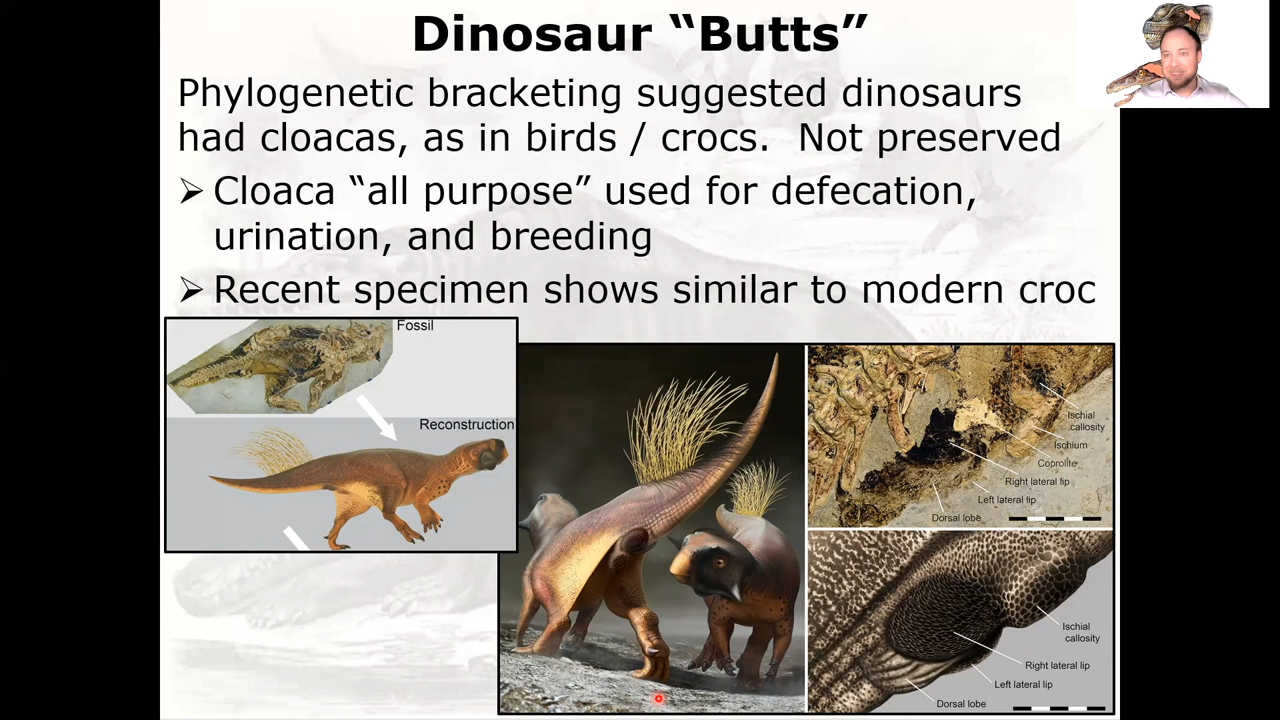 Dinosaur “Butts”
Phylogenetic bracketing suggested dinosaurs
had cloacas, as in birds / crocs.  Not preserved
➢ Cloaca “all purpose” used for defecation,
urination, and breeding
➢ Recent specimen shows similar to modern croc
Fossil
Reconstruction
Ischial
callosity
Ischium
Coprolite
Right lateral lip
Left lateral lip
Dorsal lobe
Ischial
callosity
Right lateral lip
Left lateral lip
Dorsal lobe